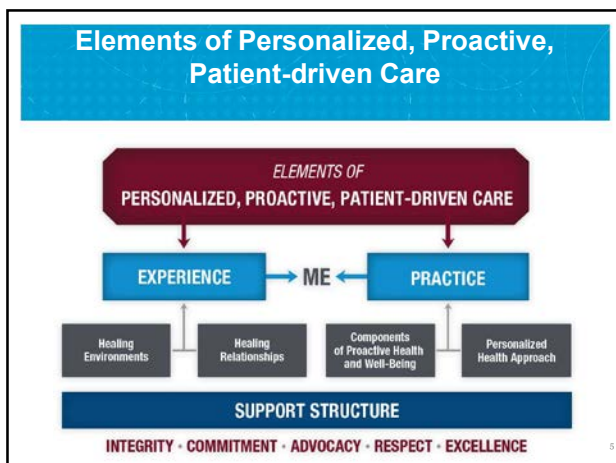 Elements of Personalized, Proactive,
Patient-driven Care
ELEMENTS OF
PERSONALIZED, PROACTIVE, PATIENT-DRIVEN CARE
EXPERIENCE
ME
PRACTICE
Healing
Environments
Healing
Relationships
Components
of Proactive Health
and Well-Being
Personalized
Health Approach
SUPPORT STRUCTURE
INTEGRITY • COMMITMENT • ADVOCACY • RESPECT • EXCELLENCE
5